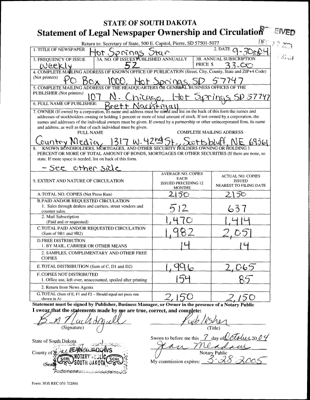 STATE OF SOUTH DAKOTA
Statement of Legal Newspaper Ownership and Circulation
Return to: Secretary of State, 500 E. Capitol, Pierre, SD 57501-5077
1. TITLE OF NEWSPAPER Hot Springs Star 2. DATE 9-30-04
3. FREQUENCY OF ISSUE Weekly 3A. NO. OF ISSUES PUBLISHED ANNUALLY 52 3B. ANNUAL SUBSCRIPTION PRICE $ 33.00
4. COMPLETE MAILING ADDRESS OF KNOWN OFFICE OF PUBLICATION (Street, City, County, State and ZIP+4 Code) (Not printers)
PO Box 1000, Hot Springs, SD 57747
5. COMPLETE MAILING ADDRESS OF THE HEADQUARTERS OR GENERAL BUSINESS OFFICES OF THE PUBLISHER
107 N. Chicago, Hot Springs SD 57747
6. FULL NAME OF PUBLISHER: Brett Nachtigall
7. OWNER (If owned by a corporation, its name and address must be stated and list on the back of this form the names and
addresses of stockholders owning or holding 1 percent or more of total amount of stock. If not owned by a corporation, the
names and addresses of the individual owners must be given. If owned by a partnership or other unincorporated firm, its name
and address, as well as that of each individual must be given.
FULL NAME COMPLETE MAILING ADDRESS
Country Media, 1317 W. 42nd St, Scottsbluff, NE 69361
8. KNOWN BONDHOLDERS, MORTGAGES, AND OTHER SECURITY HOLDERS OWNING OR HOLDING 1
PERCENT OR MORE OF TOTAL AMOUNT OF BONDS, MORTGAGES OR OTHER SECURITIES (If there are none, so
state. If more space is needed, list on back of this form.
- See other side
9. EXTENT AND NATURE OF CIRCULATION
AVERAGE NO. COPIES EACH ISSUED PRECEDING 12 MONTHS
ACTUAL NO. COPIES ISSUED NEAREST TO FILING DATE
A. TOTAL NO. COPIES (Net Press Run) 2150 2150
B. PAID AND/OR REQUESTED CIRCULATION
1. Sales through dealers and carriers, street vendors and counter sales. 512 637
2. Mail Subscription (Paid and or requested) 1,470 1,414
C. TOTAL PAID AND/OR REQUESTED CIRCULATION (Sum of 9B1 and 9B2) 1,982 2,051
D. FREE DISTRIBUTION
1. BY MAIL, CARRIER OR OTHER MEANS 14 14
2. SAMPLES, COMPLIMENTARY AND OTHER FREE COPIES
E. TOTAL DISTRIBUTION (Sum of C, D1 and D2) 1,996 2,065
F. COPIES NOT DISTRIBUTED
1. Office use, left over, unaccounted, spoiled after printing 154 85
2. Return from News Agents
G. TOTAL (Sum of E, F1 and F2 – Should equal net press run shown in A) 2,150 2,150
Statement must be signed by Publisher, Business Manager, or Owner in the presence of a Notary Public
I swear that the statements made by me are true, correct, and complete:
Publisher
(Signature) (Title)
State of South Dakota
Sworn to before me this 7 day of October 2004
County of
Jean Meadows
Notary Public
My commission expires: 3-28-2005